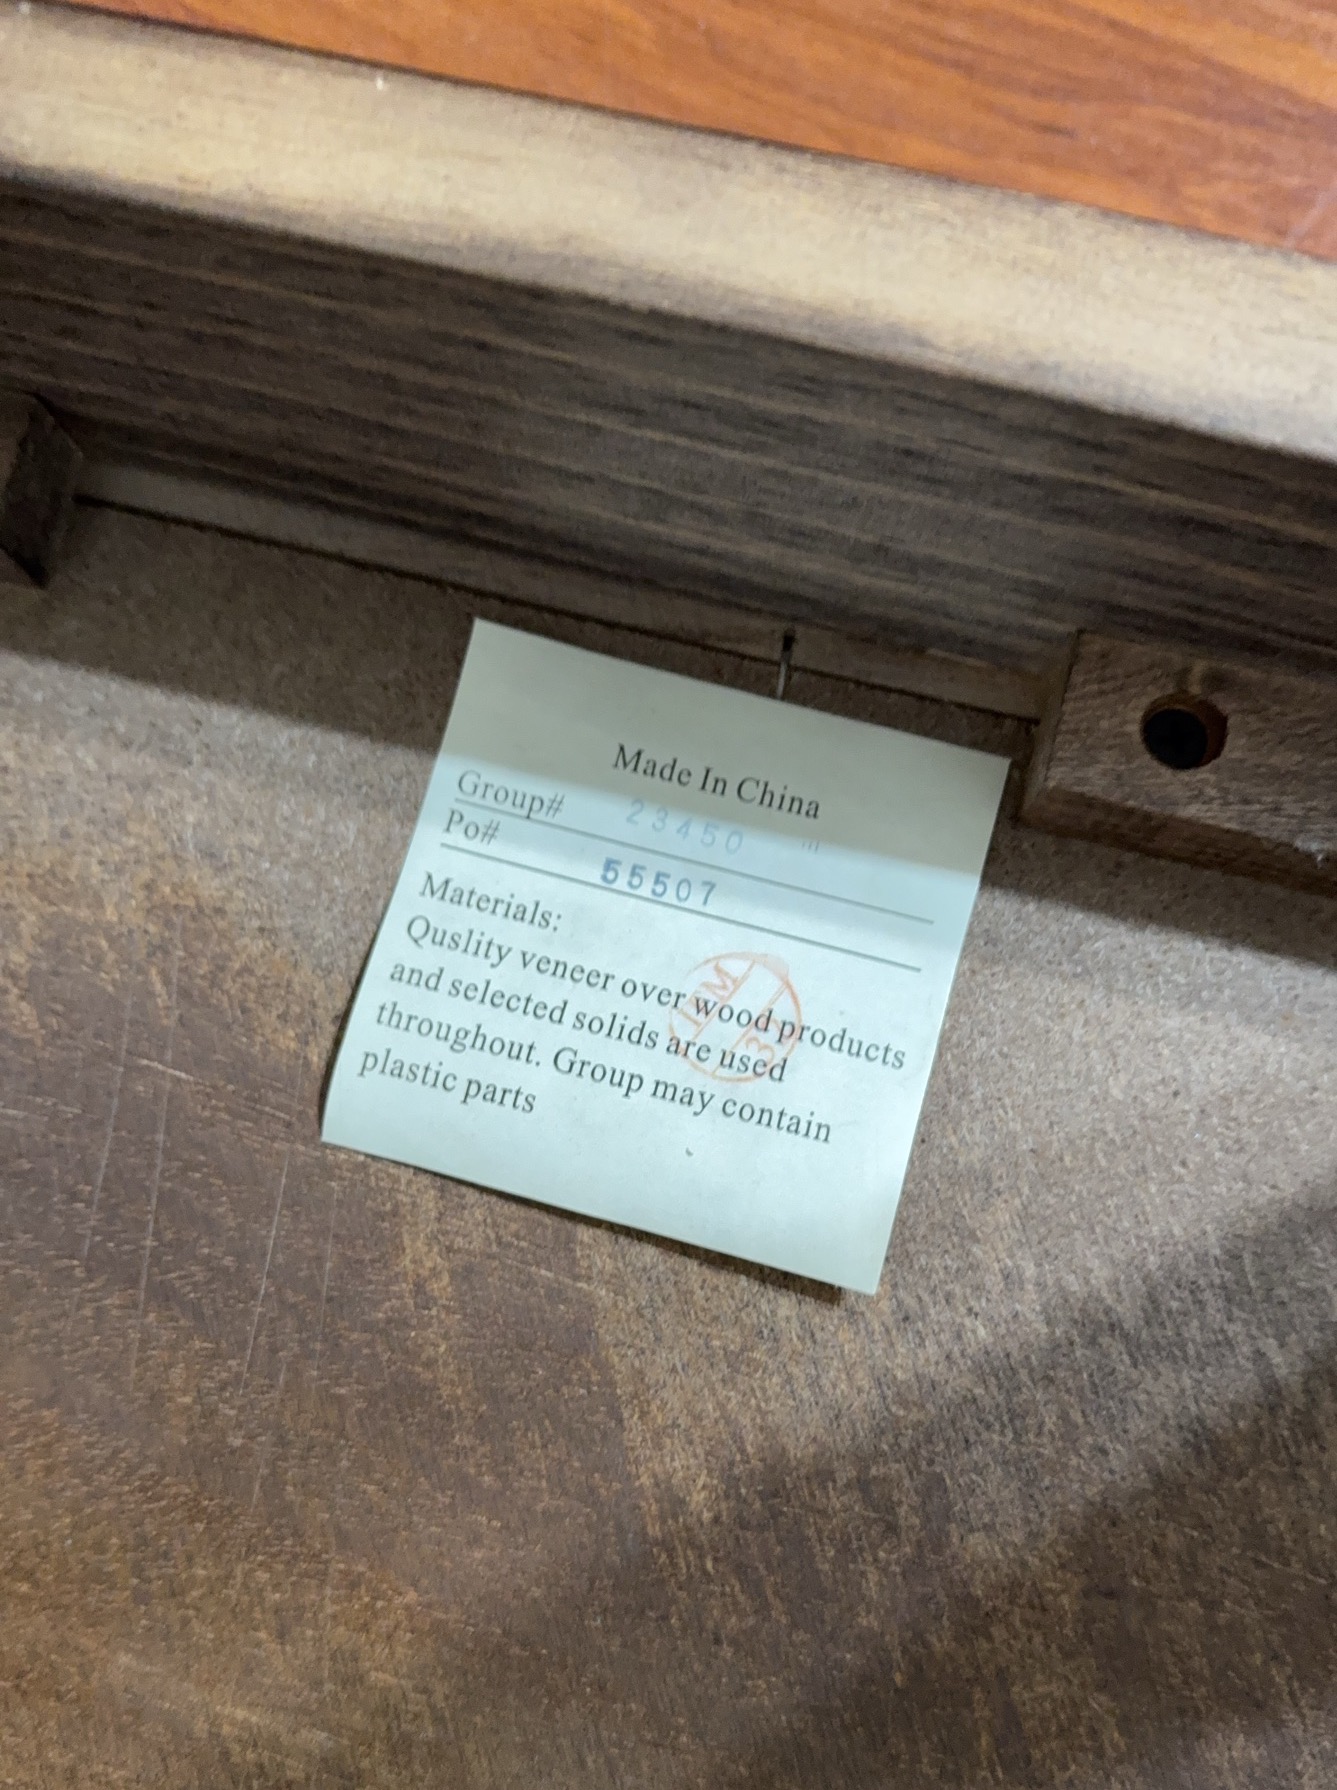 Made In China
Group# 23450
Po# 55507
Materials:
Quslity veneer over wood products
and selected solids are used
throughout. Group may contain
plastic parts